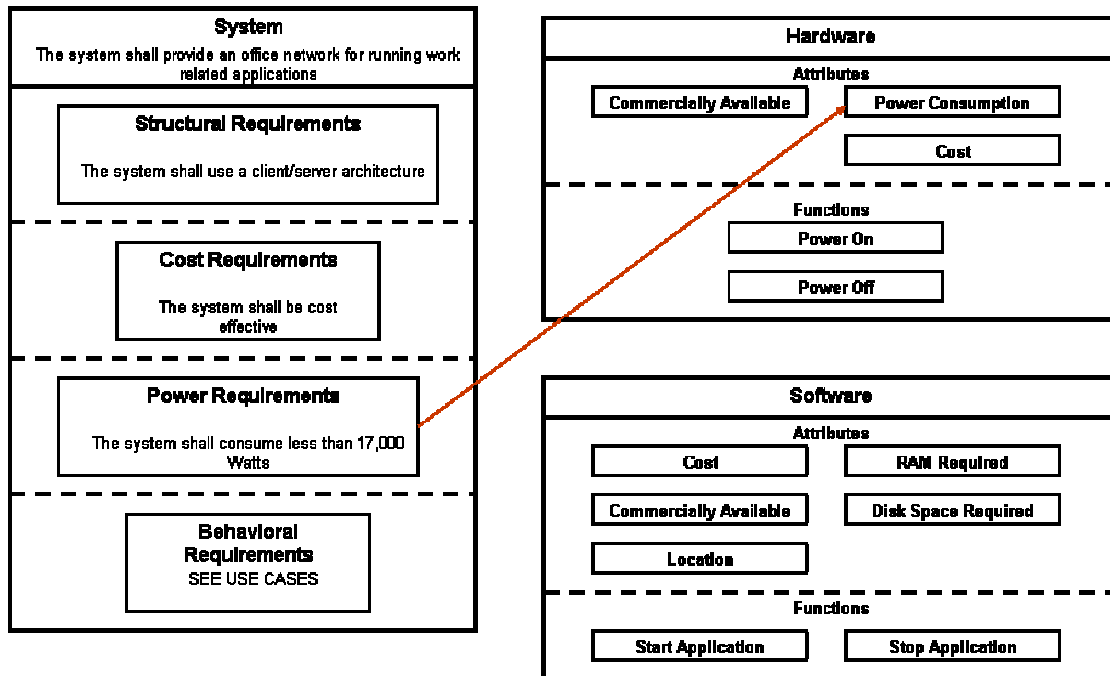 System
The system shall provide an office network for running work
related applications
Structural Requirements
The system shall use a client/server architecture
Cost Requirements
The system shall be cost
effective
Power Requirements
The system shall consume less than 17,000
Watts
Behavioral
Requirements
SEE USE CASES
Hardware
Attributes
Commercially Available
Power Consumption
Cost
Functions
Power On
Power Off
Software
Attributes
Cost
RAM Required
Commercially Available
Disk Space Required
Location
Functions
Start Application
Stop Application